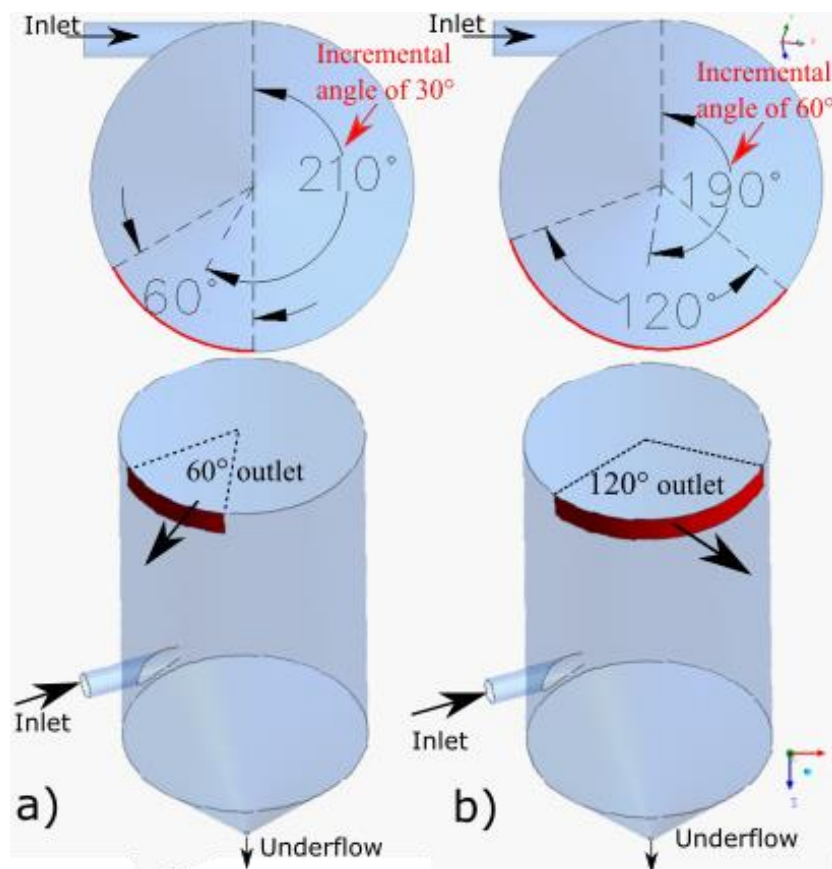 Inlet
Incremental
angle of 30°
210°
60°
Inlet
Incremental
angle of 60°
190°
120°
60° outlet
Inlet
a)
Underflow
120° outlet
Inlet
b)
Underflow